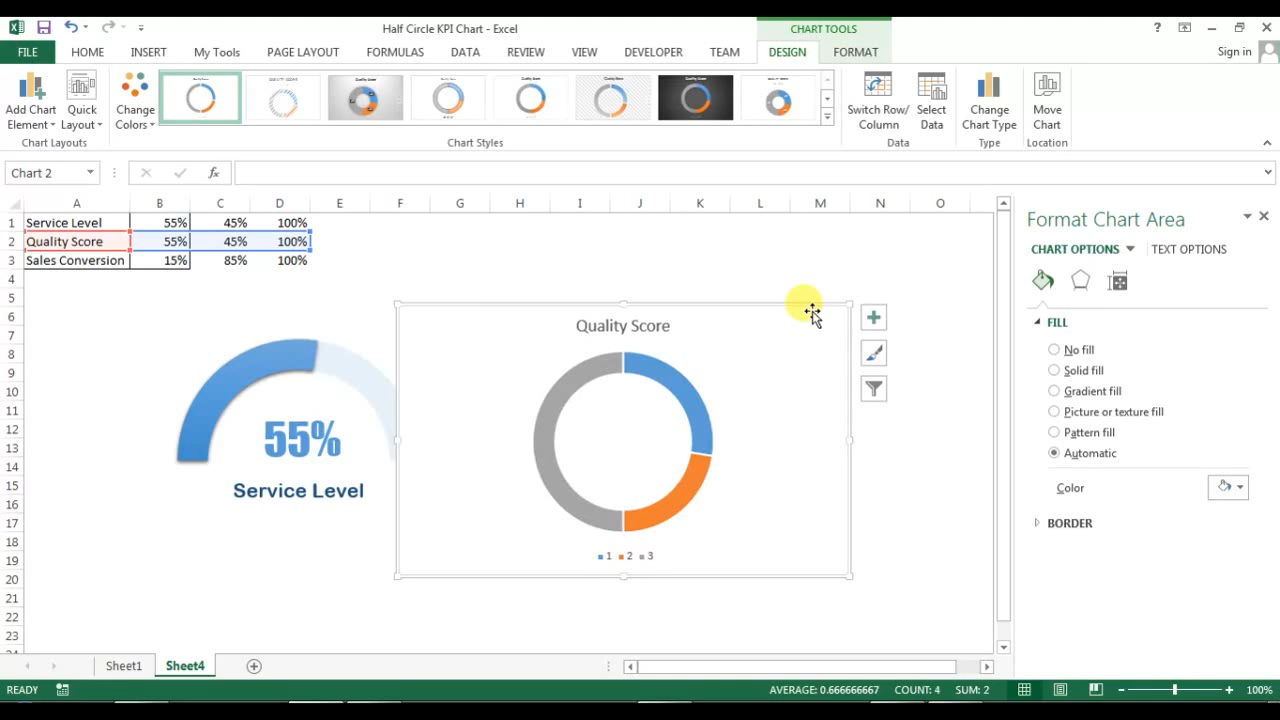 Half Circle KPI Chart - Excel
CHART TOOLS
?
FILE HOME INSERT My Tools PAGE LAYOUT FORMULAS DATA REVIEW VIEW DEVELOPER TEAM DESIGN FORMAT
Sign in
Add Chart Element
Quick Layout
Change Colors
Switch Row/ Column
Select Data
Change Chart Type
Move Chart
Chart Layouts
Chart Styles
Data
Type
Location
Chart 2
fx
A B C D E F G H I J K L M N O
1 Service Level 55% 45% 100%
2 Quality Score 55% 45% 100%
3 Sales Conversion 15% 85% 100%
4
5
6
7
8
9
10
11
12
13
14
15
16
17
18
19
20
21
22
23
55%
Service Level
Quality Score
1 2 3
Format Chart Area
CHART OPTIONS TEXT OPTIONS
FILL
No fill
Solid fill
Gradient fill
Picture or texture fill
Pattern fill
Automatic
Color
BORDER
Sheet1 Sheet4
READY
AVERAGE: 0.666666667 COUNT: 4 SUM: 2
100%